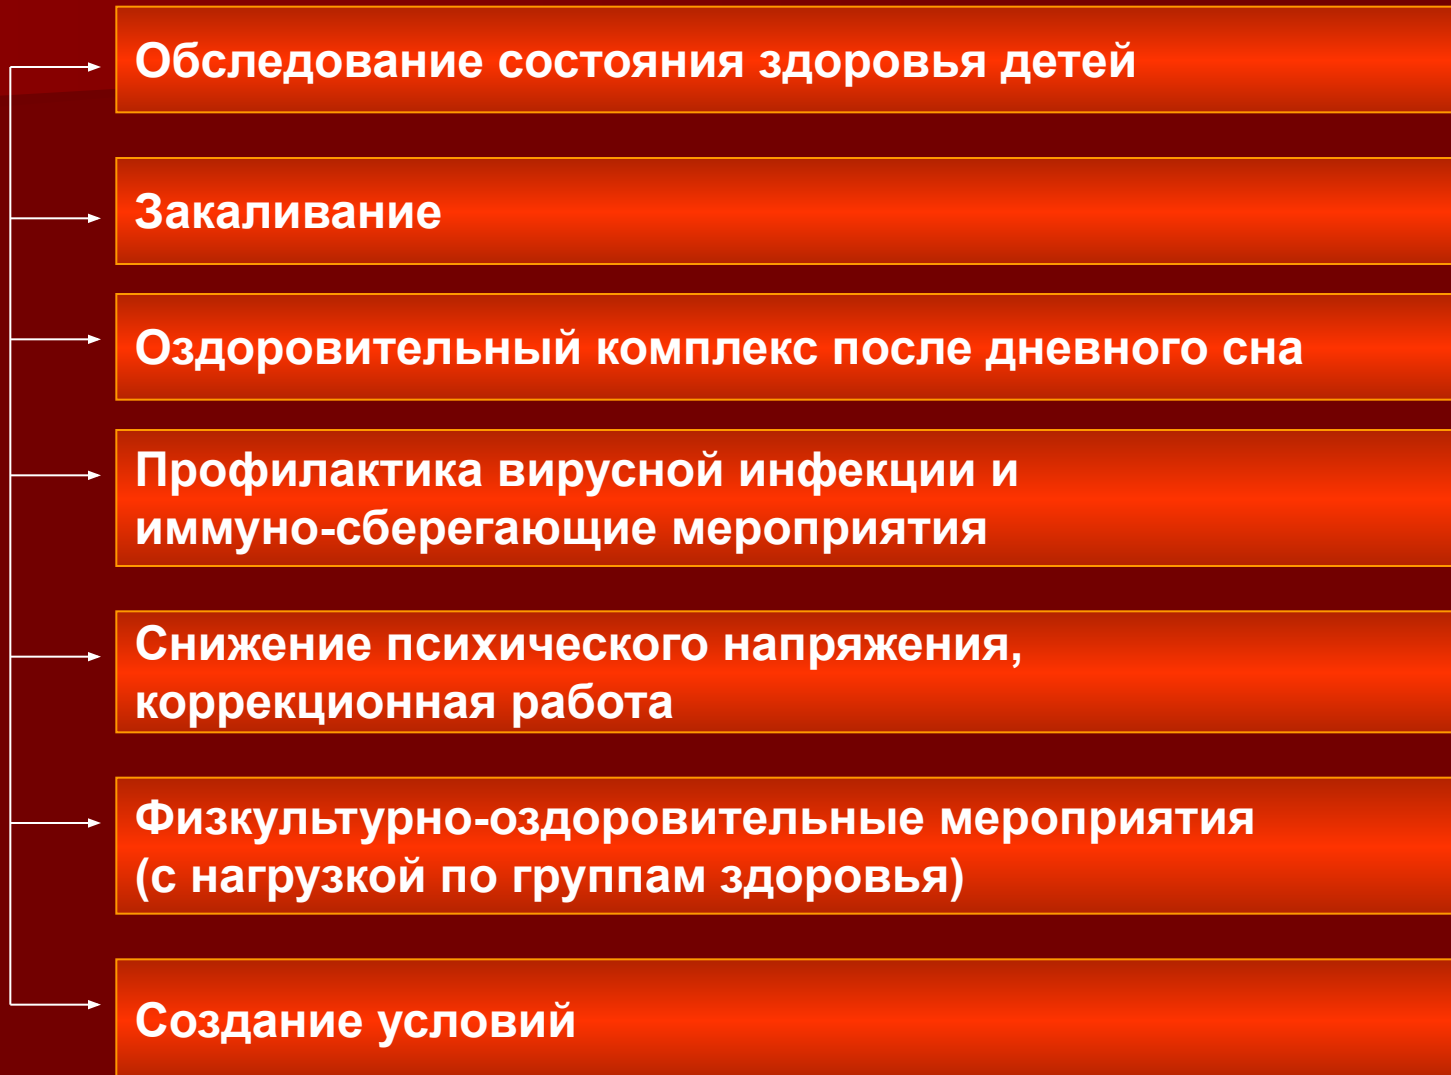 Обследование состояния здоровья детей
Закаливание
Оздоровительный комплекс после дневного сна
Профилактика вирусной инфекции и
иммуно-сберегающие мероприятия
Снижение психического напряжения,
коррекционная работа
Физкультурно-оздоровительные мероприятия
(с нагрузкой по группам здоровья)
Создание условий